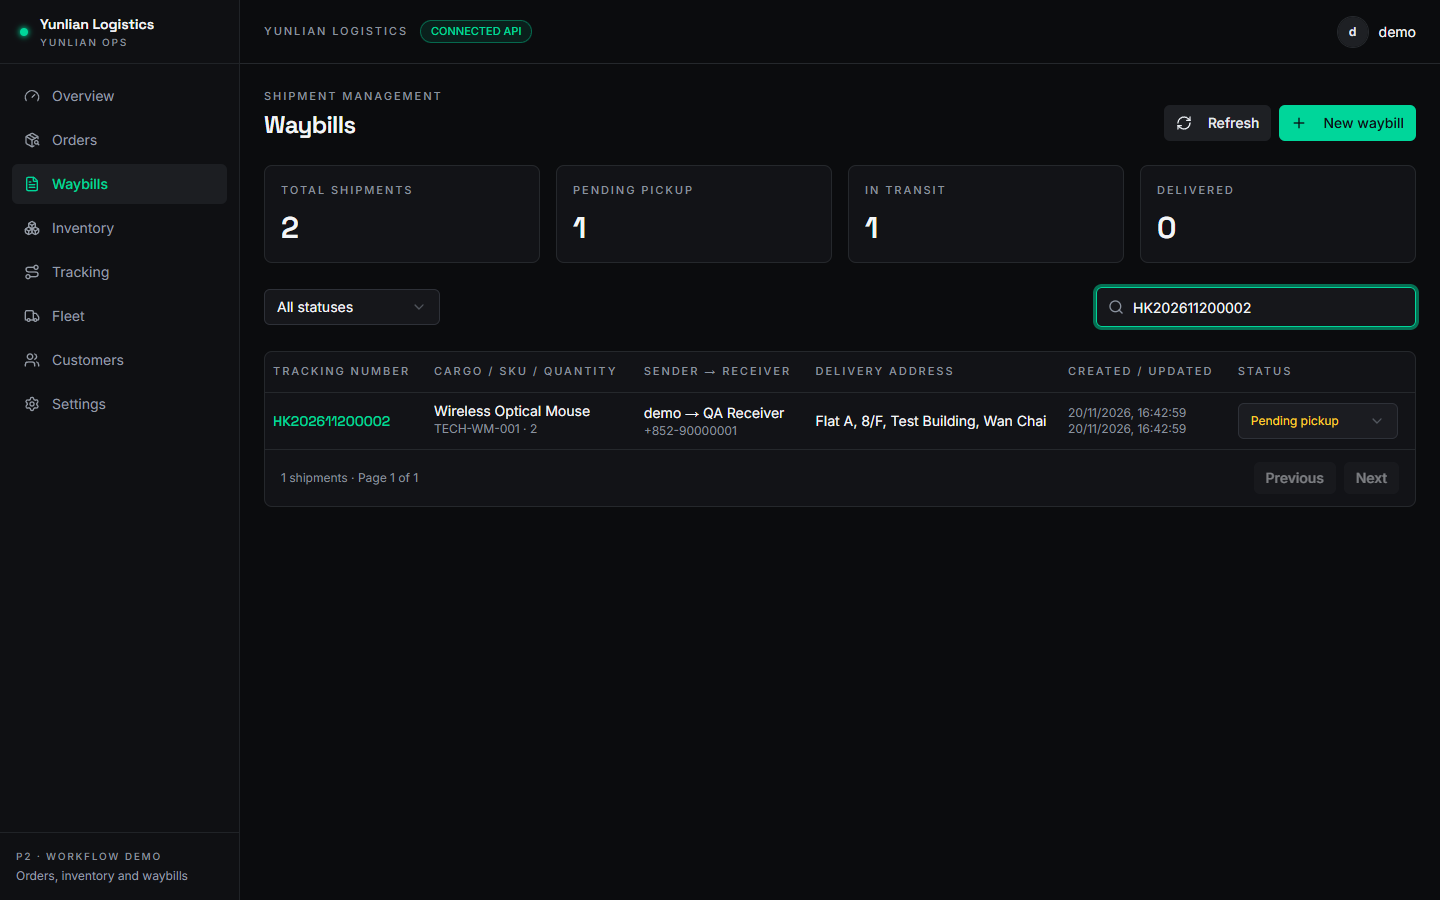 Yunlian Logistics
YUNLIAN OPS
Overview
Orders
Waybills
Inventory
Tracking
Fleet
Customers
Settings
P2 · WORKFLOW DEMO
Orders, inventory and waybills
YUNLIAN LOGISTICS
CONNECTED API
d
demo
SHIPMENT MANAGEMENT
Waybills
Refresh
New waybill
TOTAL SHIPMENTS
2
PENDING PICKUP
1
IN TRANSIT
1
DELIVERED
0
All statuses
HK202611200002
TRACKING NUMBER
CARGO / SKU / QUANTITY
SENDER → RECEIVER
DELIVERY ADDRESS
CREATED / UPDATED
STATUS
HK202611200002
Wireless Optical Mouse
TECH-WM-001 · 2
demo → QA Receiver
+852-90000001
Flat A, 8/F, Test Building, Wan Chai
20/11/2026, 16:42:59
20/11/2026, 16:42:59
Pending pickup
1 shipments · Page 1 of 1
Previous
Next